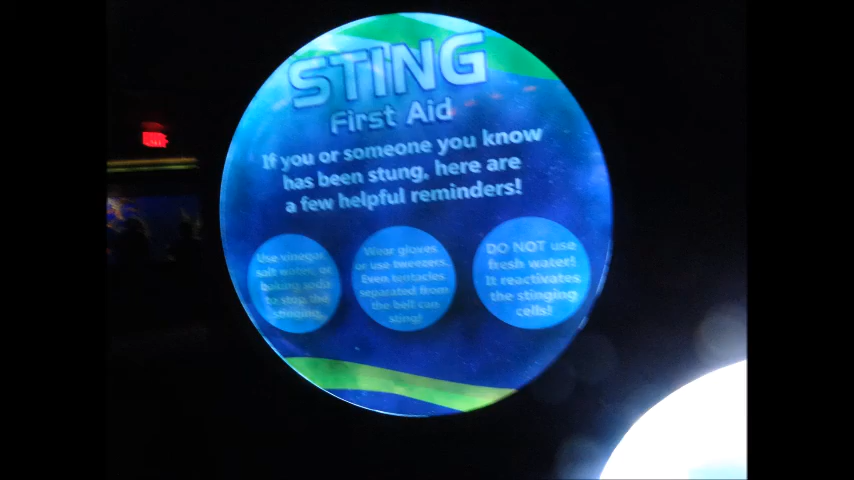 STING
First Aid
If you or someone you know
has been stung, here are
a few helpful reminders!
Use vinegar,
salt water, or
baking soda
to stop the
stinging.
Wear gloves
or use tweezers.
Even tentacles
separated from
the bell can
sting!
DO NOT use
fresh water!
It reactivates
the stinging
cells!